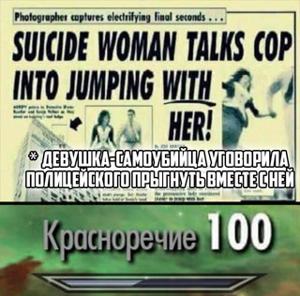 Photographer captures electrifying final seconds . . .
SUICIDE WOMAN TALKS COP
INTO JUMPING WITH
HER!
* ДЕВУШКА-САМОУБИЙЦА УГОВОРИЛА
ПОЛИЦЕЙСКОГО ПРЫГНУТЬ ВМЕСТЕ С НЕЙ
Красноречие 100